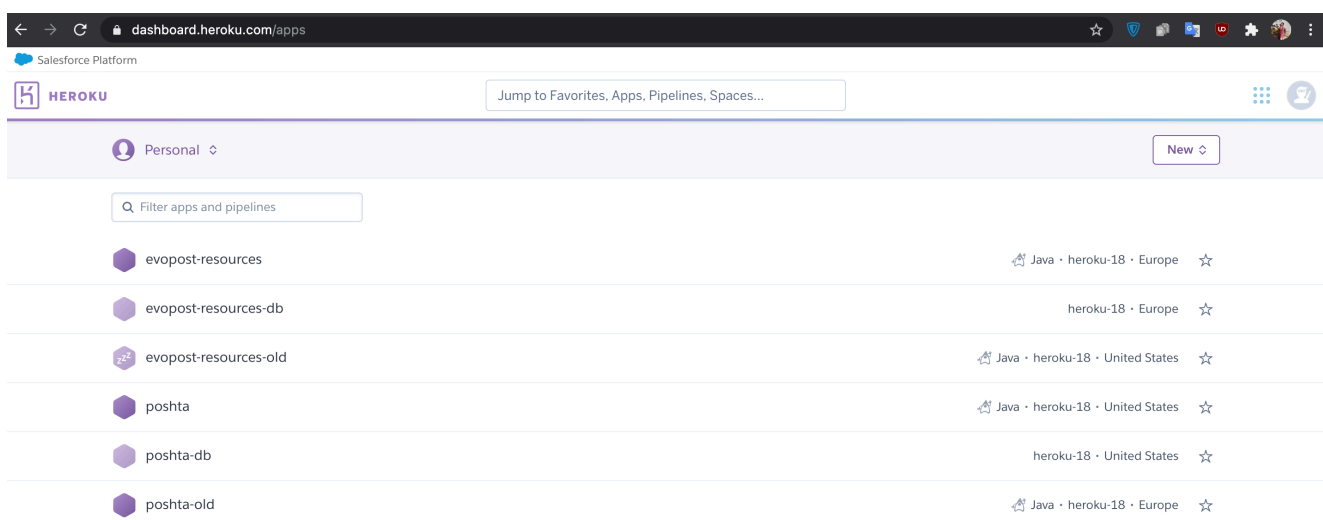 dashboard.heroku.com/apps
Salesforce Platform
HEROKU
Jump to Favorites, Apps, Pipelines, Spaces...
Personal
New
Filter apps and pipelines
evopost-resources Java · heroku-18 · Europe
evopost-resources-db heroku-18 · Europe
zzz evopost-resources-old Java · heroku-18 · United States
poshta Java · heroku-18 · United States
poshta-db heroku-18 · United States
poshta-old Java · heroku-18 · Europe